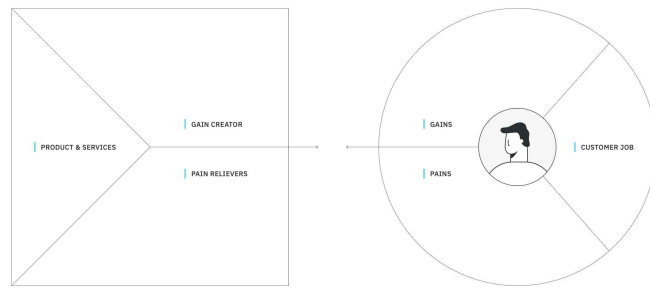 GAIN CREATOR
PRODUCT & SERVICES
PAIN RELIEVERS
GAINS
CUSTOMER JOB
PAINS